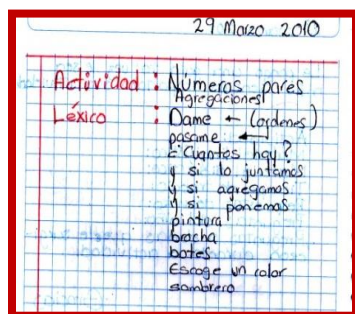 29 Marzo 2010
Actividad : Números pares
Agregaciones
Léxico : Dame ← (ordenes)
pasame ←
¿Cuantos hay?
y si lo juntamos
y si agregamos
y si ponemos
pintura
brocha
botes
Escoge un color
sombrero